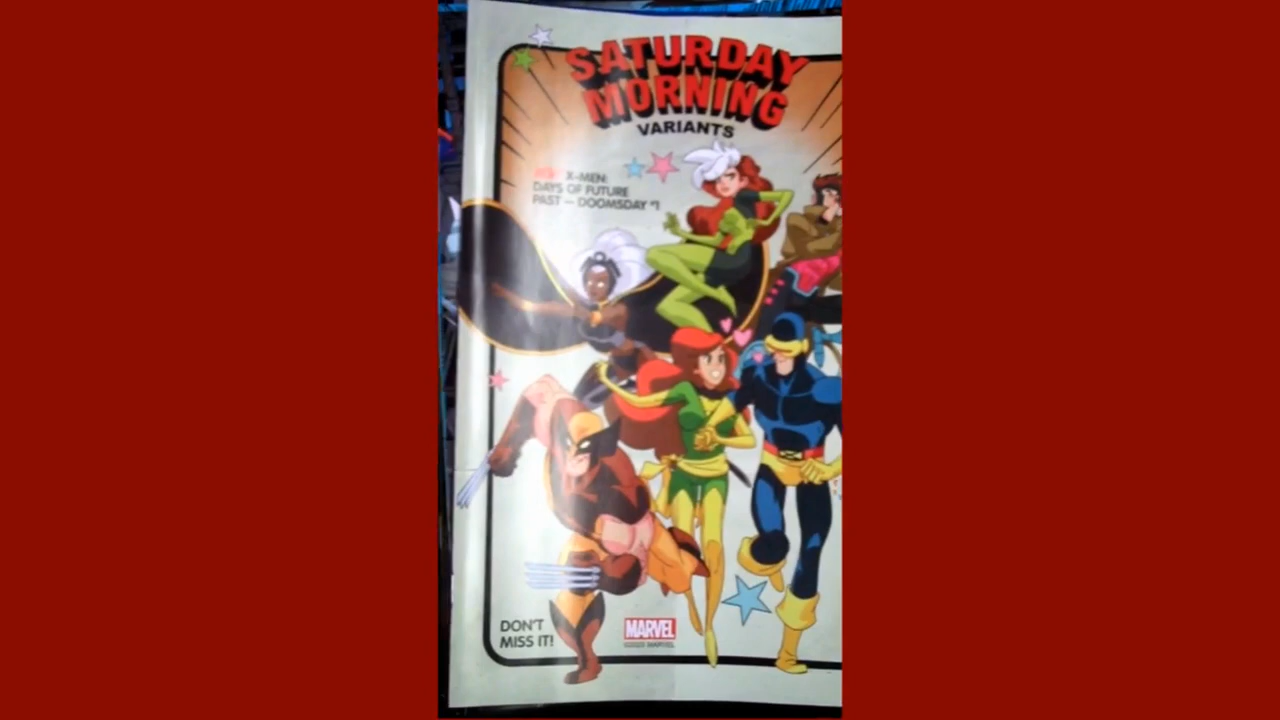 SATURDAY
MORNING
VARIANTS
X-MEN:
DAYS OF FUTURE
PAST — DOOMSDAY #1
DON'T
MISS IT!
MARVEL